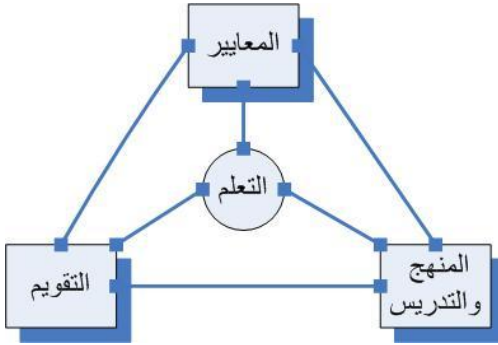 المعايير
التعلم
المنهج
والتدريس
التقويم